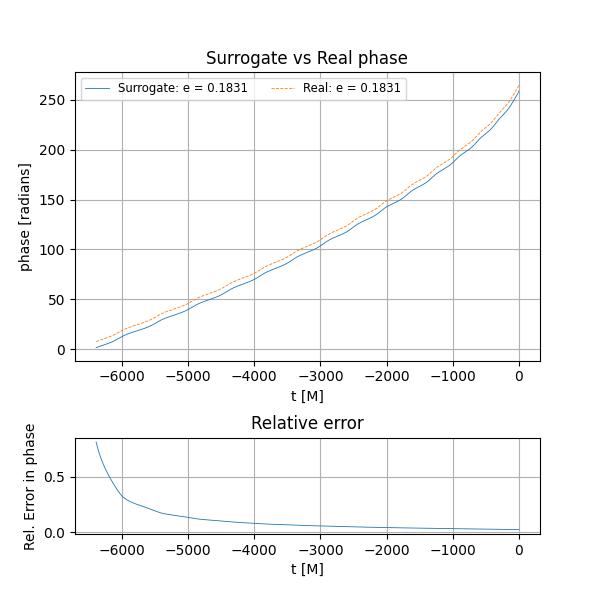 Surrogate vs Real phase
Surrogate: e = 0.1831
Real: e = 0.1831
phase [radians]
250
200
150
100
50
0
−6000
−5000
−4000
−3000
−2000
−1000
0
t [M]
Relative error
Rel. Error in phase
0.5
0.0
−6000
−5000
−4000
−3000
−2000
−1000
0
t [M]